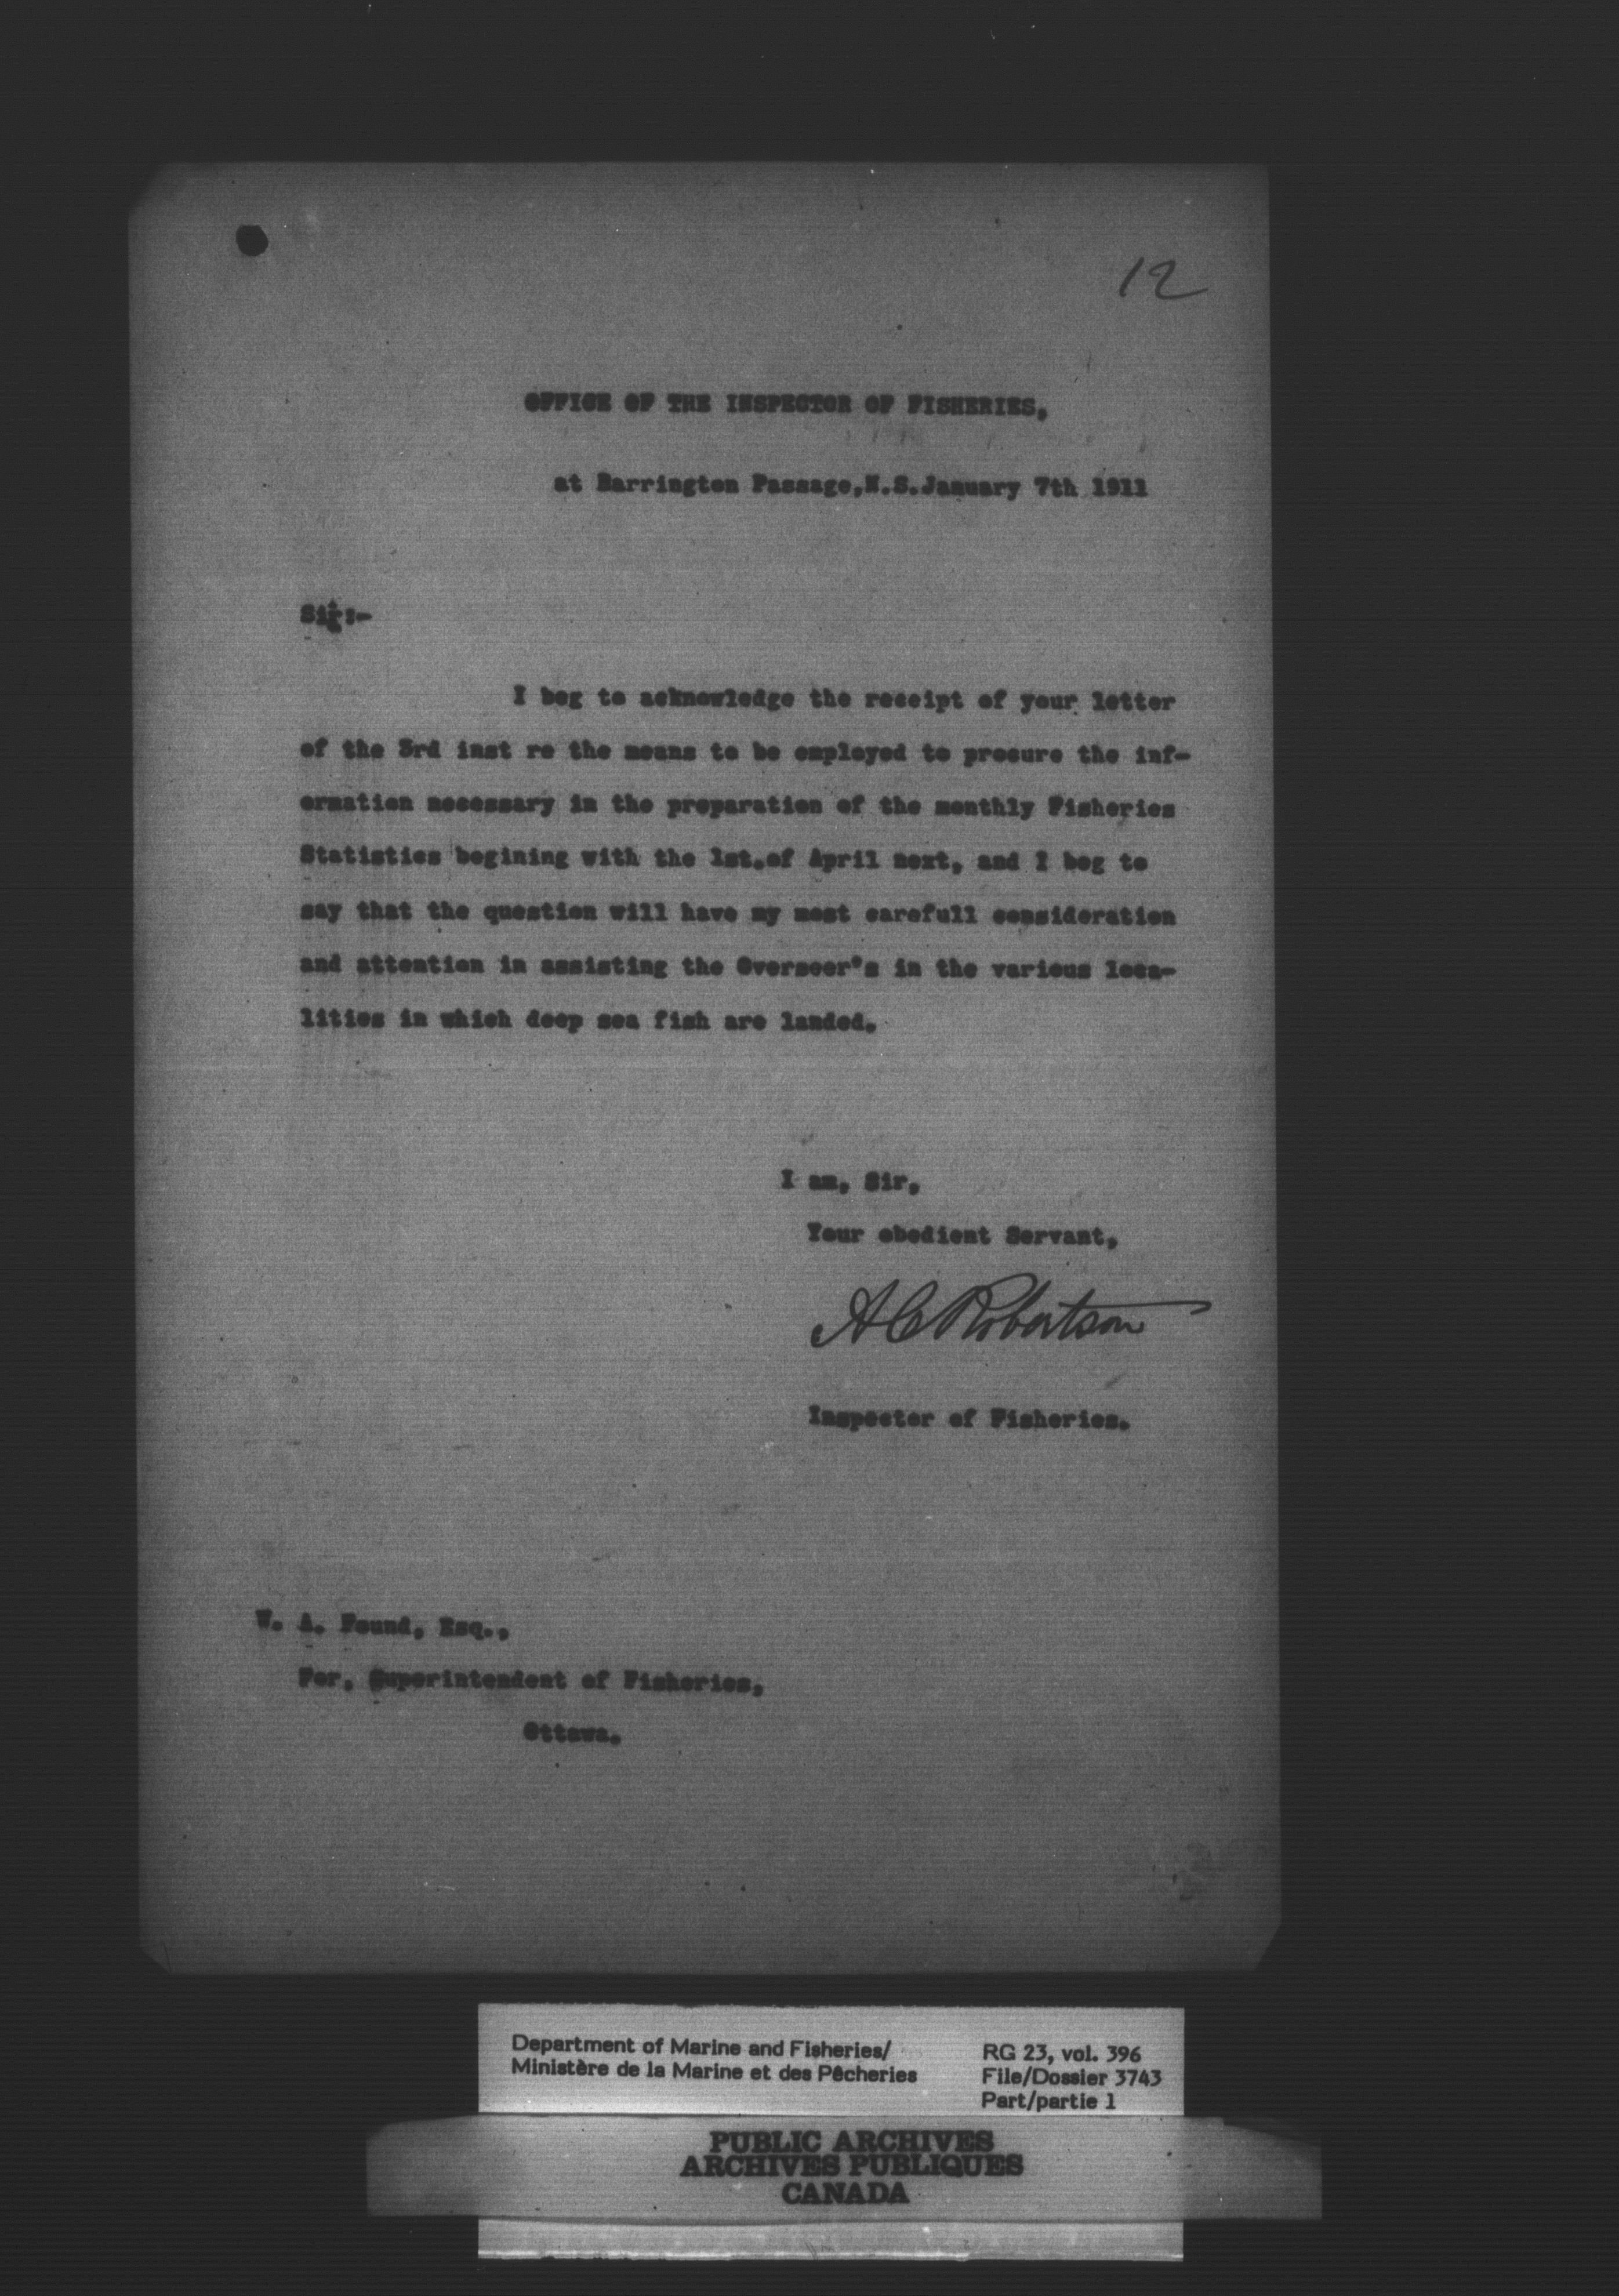 12
OFFICE OF THE INSPECTOR OF FISHERIES,
at Barrington Passage,N.S.January 7th 1911
Sir:-
I beg to acknowledge the receipt of your letter
of the 3rd inst re the means to be employed to procure the inf-
ormation necessary in the preparation of the monthly Fisheries
Statistics begining with the 1st.of April next, and I beg to
say that the question will have my most carefull consideration
and attention in assisting the Overseer's in the various loca-
lities in which deep sea fish are landed.
I am, Sir,
Your obedient Servant,
A C Robertson
Inspector of Fisheries.
W. A. Found, Esq.,
For, Superintendent of Fisheries,
Ottawa.
Department of Marine and Fisheries/
Ministère de la Marine et des Pêcheries
RG 23, vol. 396
File/Dossier 3743
Part/partie 1
PUBLIC ARCHIVES
ARCHIVES PUBLIQUES
CANADA